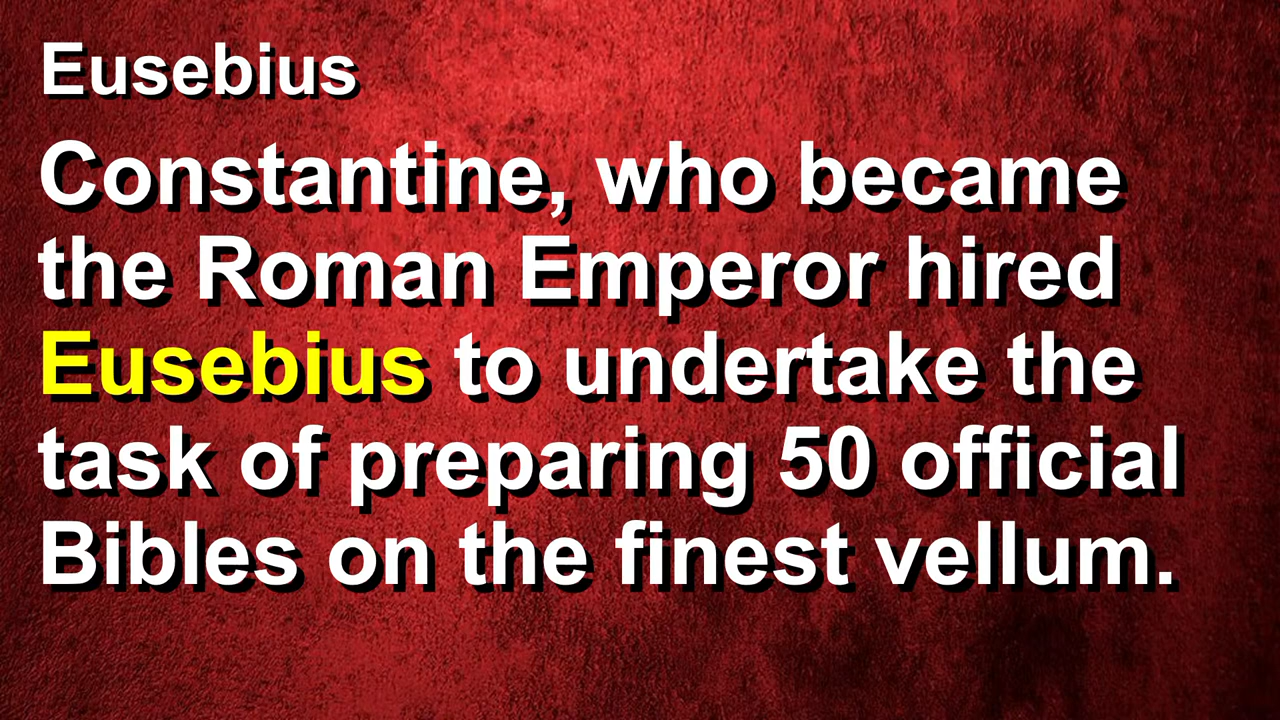 Eusebius
Constantine, who became
the Roman Emperor hired
Eusebius to undertake the
task of preparing 50 official
Bibles on the finest vellum.